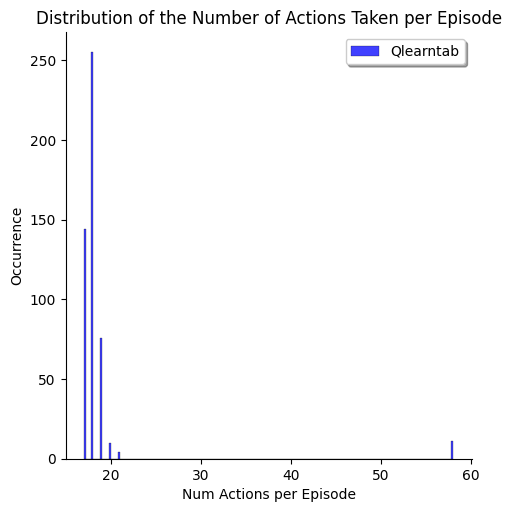 Distribution of the Number of Actions Taken per Episode
Qlearntab
250
200
150
100
50
0
Occurrence
20 30 40 50 60
Num Actions per Episode